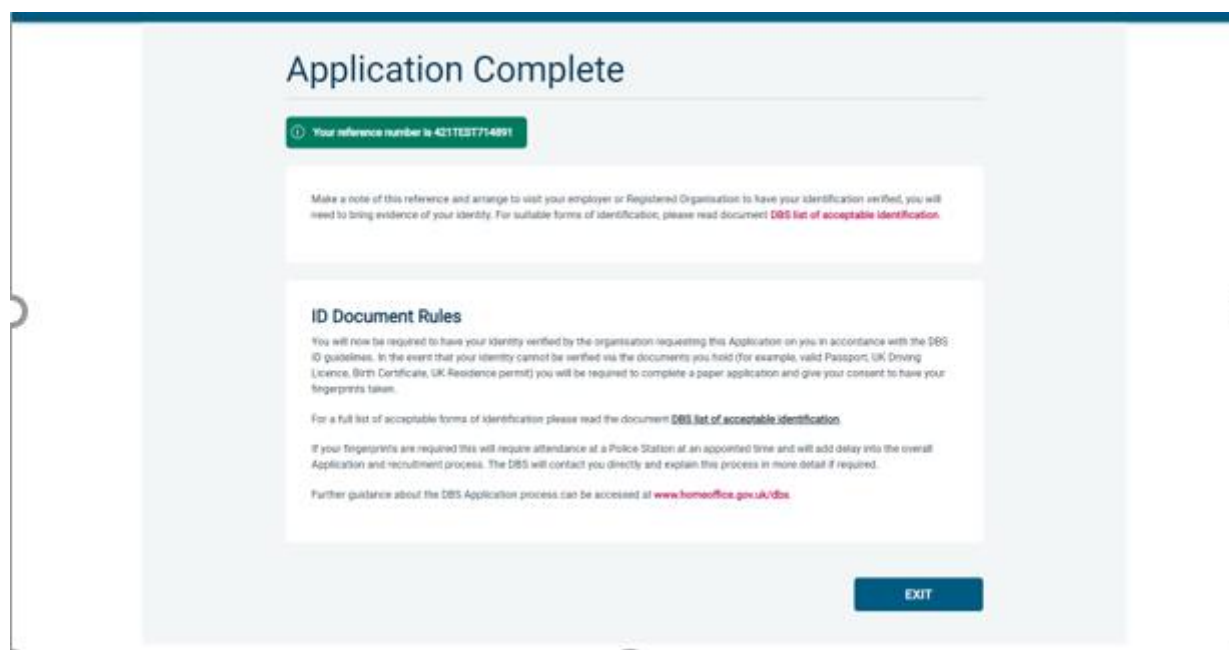 Application Complete
Your reference number is 421TEST714891
Make a note of this reference and arrange to visit your employer or Registered Organisation to have your identification verified, you will
need to bring evidence of your identity. For suitable forms of identification, please read document DBS list of acceptable identification.
ID Document Rules
You will now be required to have your identity verified by the organisation requesting this Application on you in accordance with the DBS
ID guidelines. In the event that your identity cannot be verified via the documents you hold (for example, valid Passport, UK Driving
Licence, Birth Certificate, UK Residence permit) you will be required to complete a paper application and give your consent to have your
fingerprints taken.
For a full list of acceptable forms of identification please read the document DBS list of acceptable identification.
If your fingerprints are required this will require attendance at a Police Station at an appointed time and will add delay into the overall
Application and recruitment process. The DBS will contact you directly and explain this process in more detail if required.
Further guidance about the DBS Application process can be accessed at www.homeoffice.gov.uk/dbs.
EXIT